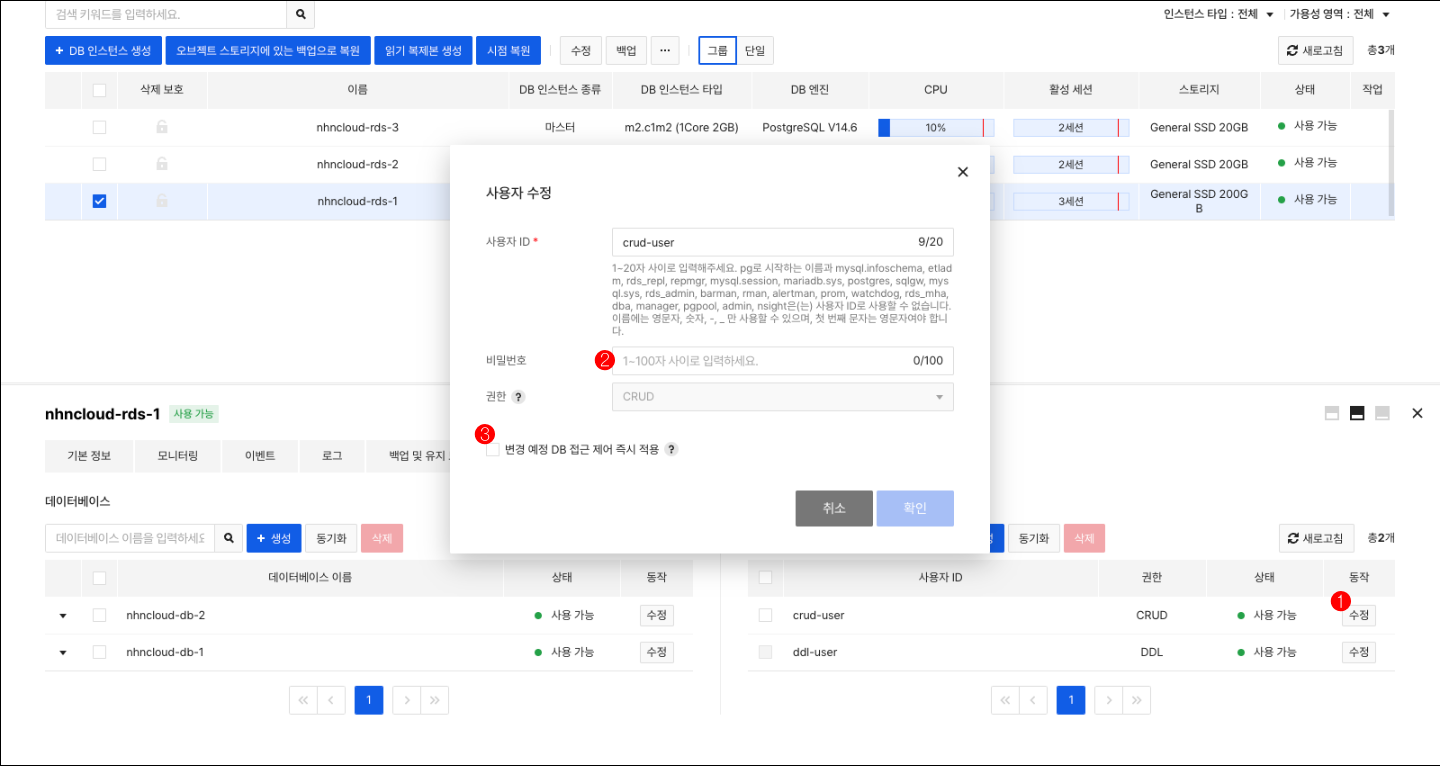 검색 키워드를 입력하세요.
인스턴스 타입 : 전체 가용성 영역 : 전체
+ DB 인스턴스 생성 오브젝트 스토리지에 있는 백업으로 복원 읽기 복제본 생성 시점 복원 수정 백업 ··· 그룹 단일 새로고침 총3개
삭제 보호 이름 DB 인스턴스 종류 DB 인스턴스 타입 DB 엔진 CPU 활성 세션 스토리지 상태 작업
nhncloud-rds-3 마스터 m2.c1m2 (1Core 2GB) PostgreSQL V14.6 10% 2세션 General SSD 20GB 사용 가능
nhncloud-rds-2 2세션 General SSD 20GB 사용 가능
nhncloud-rds-1 3세션 General SSD 200G
B
사용 가능
사용자 수정
사용자 ID * crud-user 9/20
1~20자 사이로 입력해주세요. pg로 시작하는 이름과 mysql.infoschema, etlad
m, rds_repl, repmgr, mysql.session, mariadb.sys, postgres, sqlgw, mys
ql.sys, rds_admin, barman, rman, alertman, prom, watchdog, rds_mha,
dba, manager, pgpool, admin, nsight은(는) 사용자 ID로 사용할 수 없습니다.
이름에는 영문자, 숫자, -, _ 만 사용할 수 있으며, 첫 번째 문자는 영문자여야 합니
다.
비밀번호 2 1~100자 사이로 입력하세요. 0/100
권한 ? CRUD
3
변경 예정 DB 접근 제어 즉시 적용 ?
취소 확인
nhncloud-rds-1 사용 가능
기본 정보 모니터링 이벤트 로그 백업 및 유지
데이터베이스
데이터베이스 이름을 입력하세요 + 생성 동기화 삭제
데이터베이스 이름 상태 동작
nhncloud-db-2 사용 가능 수정
nhncloud-db-1 사용 가능 수정
1
동기화 삭제 새로고침 총2개
사용자 ID 권한 상태 동작
1
crud-user CRUD 사용 가능 수정
ddl-user DDL 사용 가능 수정
1